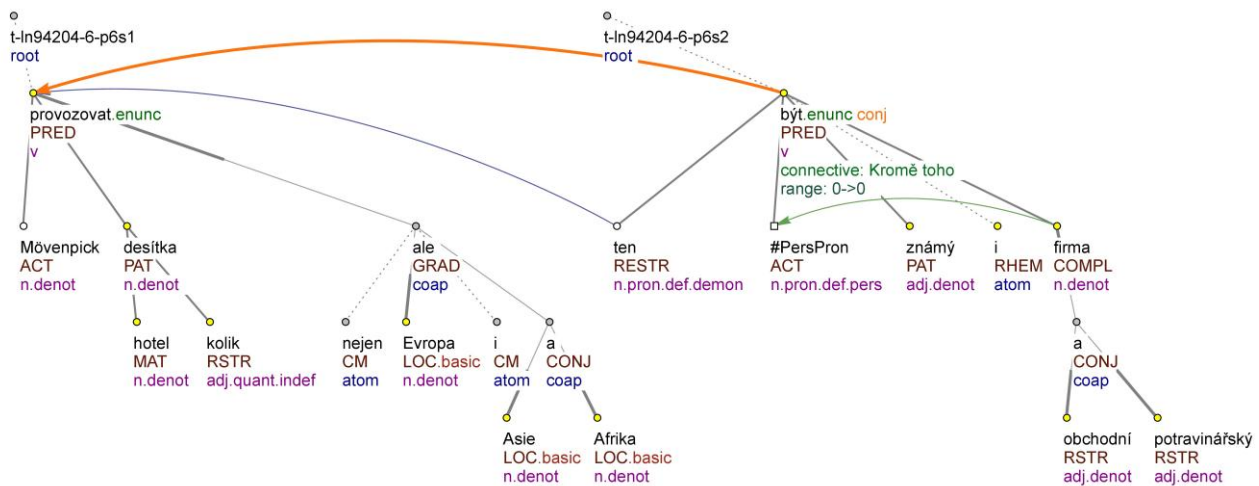 t-ln94204-6-p6s1
root
t-ln94204-6-p6s2
root
provozovat.enunc
PRED
v
být.enunc conj
PRED
v
connective: Kromě toho
range: 0->0
Mövenpick
ACT
n.denot
desítka
PAT
n.denot
ale
GRAD
coap
ten
RESTR
n.pron.def.demon
#PersPron
ACT
n.pron.def.pers
známý
PAT
adj.denot
i
RHEM
atom
firma
COMPL
n.denot
hotel
MAT
n.denot
kolik
RSTR
adj.quant.indef
nejen
CM
atom
Evropa
LOC.basic
n.denot
i
CM
atom
a
CONJ
coap
a
CONJ
coap
Asie
LOC.basic
n.denot
Afrika
LOC.basic
n.denot
obchodní
RSTR
adj.denot
potravinářský
RSTR
adj.denot